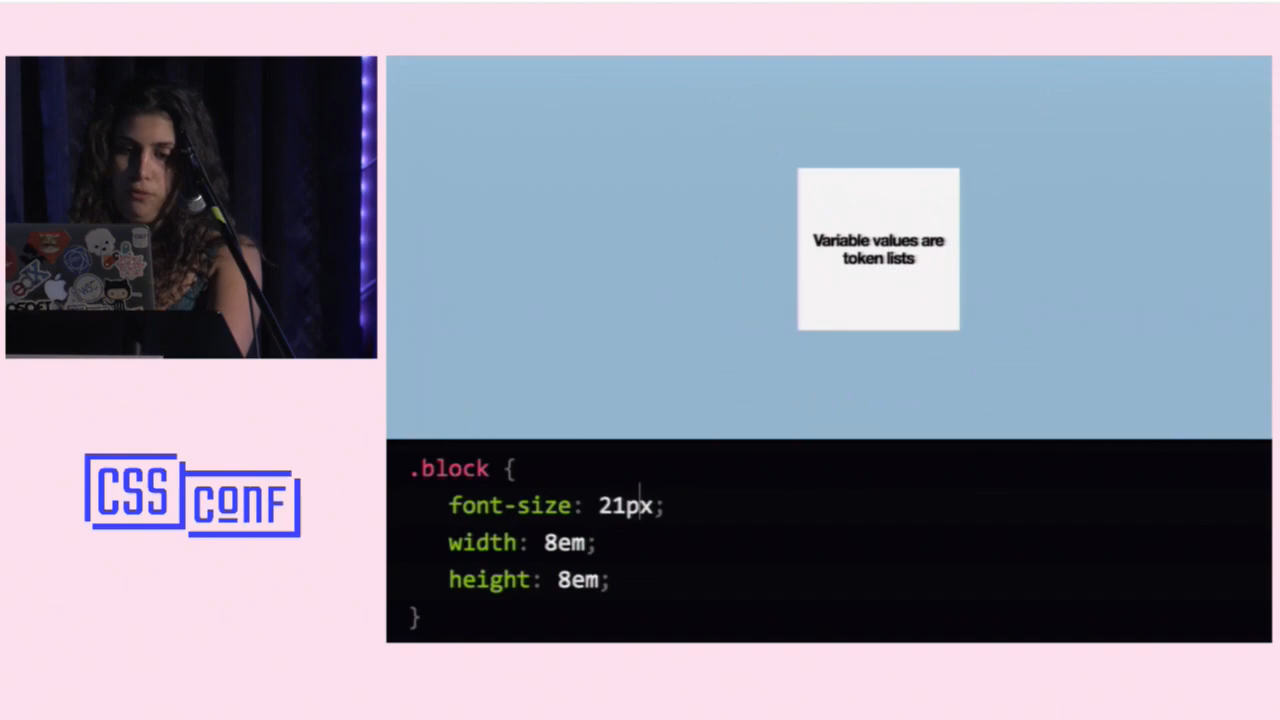 Variable values are
token lists
CSS
conf
.block {
font-size: 21px;
width: 8em;
height: 8em;
}